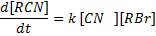 d[RCN]/dt = k [CN  ][RBr]